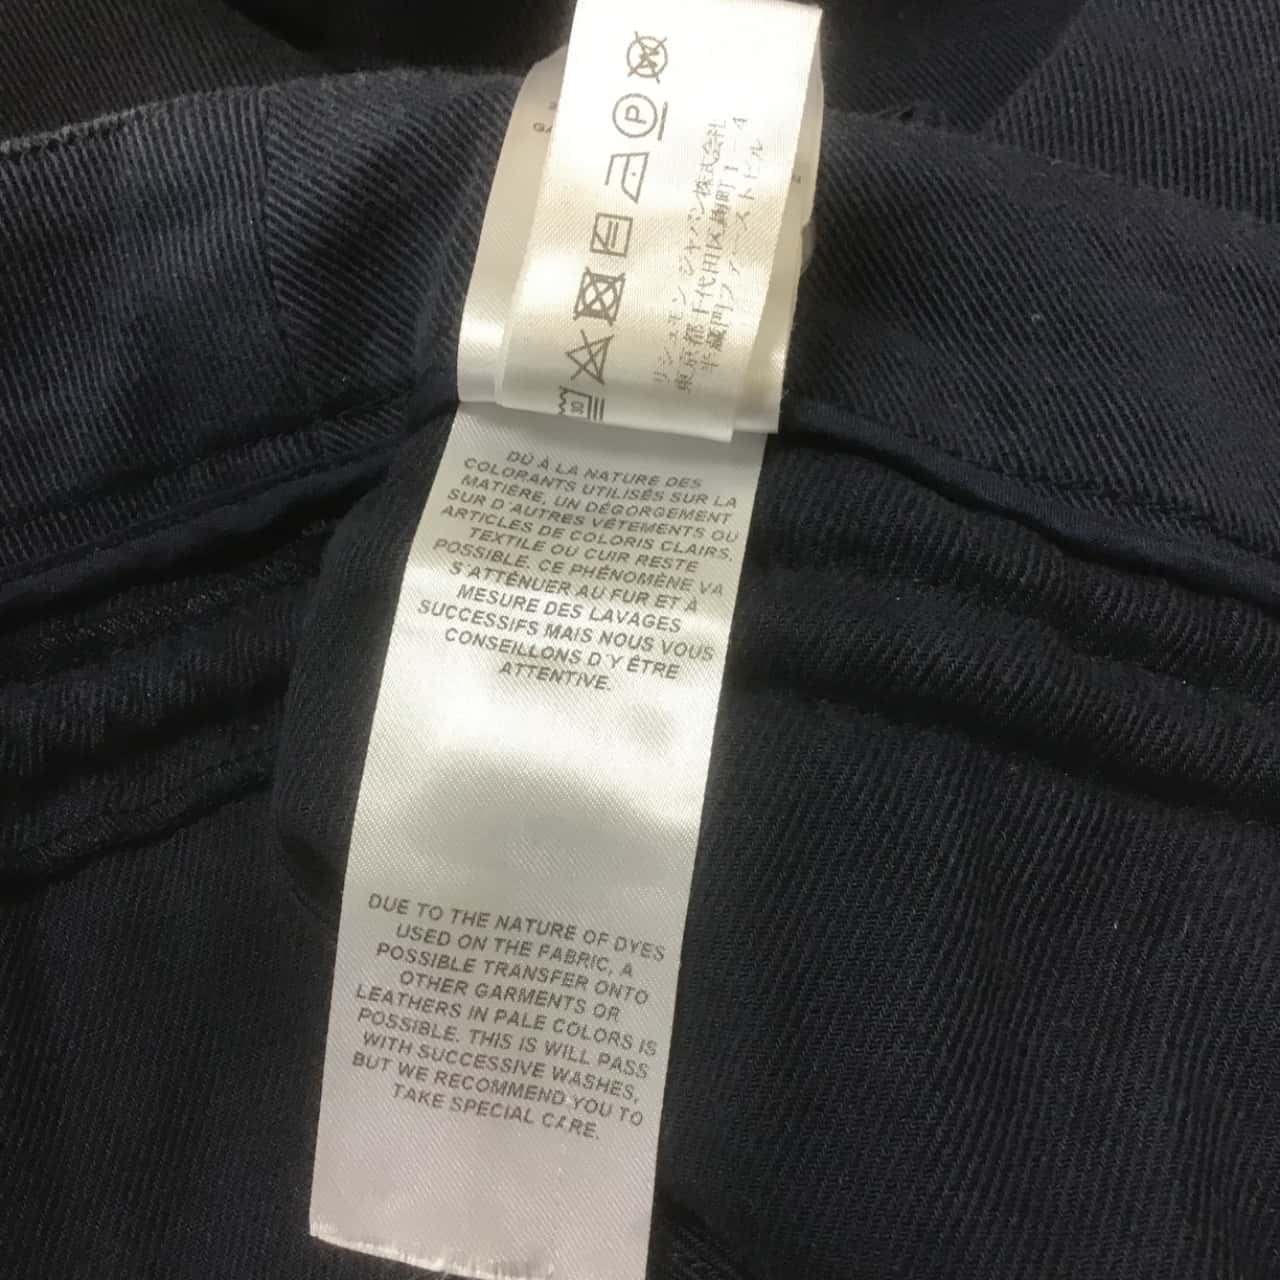 リシュモン ジャパン株式会社
東京都千代田区麹町1-4
半蔵門ファーストビル
DÛ À LA NATURE DES
COLORANTS UTILISÉS SUR LA
MATIÈRE, UN DÉGORGEMENT
SUR D'AUTRES VÊTEMENTS OU
ARTICLES DE COLORIS CLAIRS,
TEXTILE OU CUIR RESTE
POSSIBLE. CE PHÉNOMÈNE VA
S'ATTÉNUER AU FUR ET À
MESURE DES LAVAGES
SUCCESSIFS MAIS NOUS VOUS
CONSEILLONS D'Y ÊTRE
ATTENTIVE.
DUE TO THE NATURE OF DYES
USED ON THE FABRIC, A
POSSIBLE TRANSFER ONTO
OTHER GARMENTS OR
LEATHERS IN PALE COLORS IS
POSSIBLE. THIS IS WILL PASS
WITH SUCCESSIVE WASHES,
BUT WE RECOMMEND YOU TO
TAKE SPECIAL CARE.